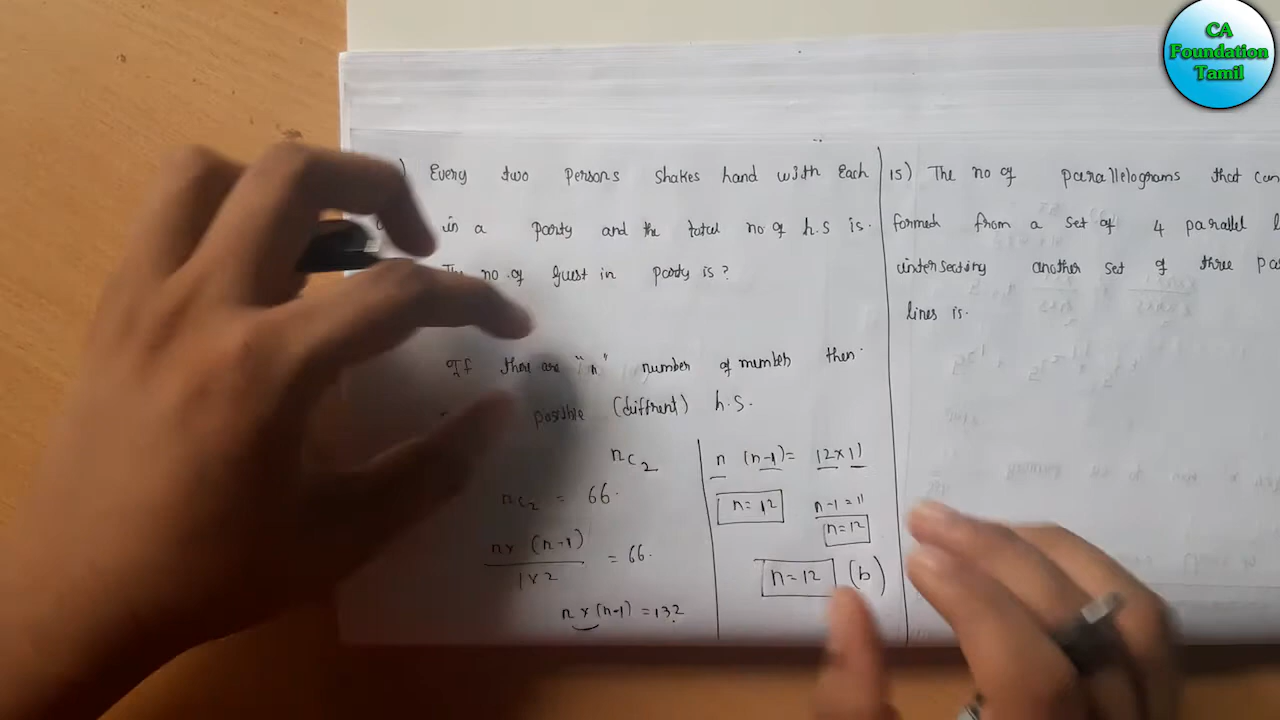 CA
Foundation
Tamil
) Every two persons shakes hand with Each
in a party and the total no of h.s is.
The no. of Guest in party is?
If there are "n" number of member then
possible (diffrent) h.s.
nC2
nC2 = 66.
n× (n-1) / 1×2 = 66.
n × (n-1) = 132
n (n-1) = 12×11
n = 12
n-1 = 11
n=12
n=12 (b)
15) The no of parallelograms that can
formed from a set of 4 parallel l
intersecting another set of three pa
lines is.